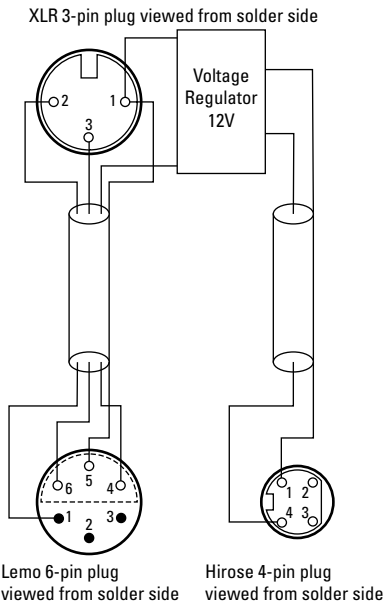 XLR 3-pin plug viewed from solder side
Voltage
Regulator
12V
2
1
3
5
6
4
1
3
2
1
2
4
3
Lemo 6-pin plug
viewed from solder side
Hirose 4-pin plug
viewed from solder side